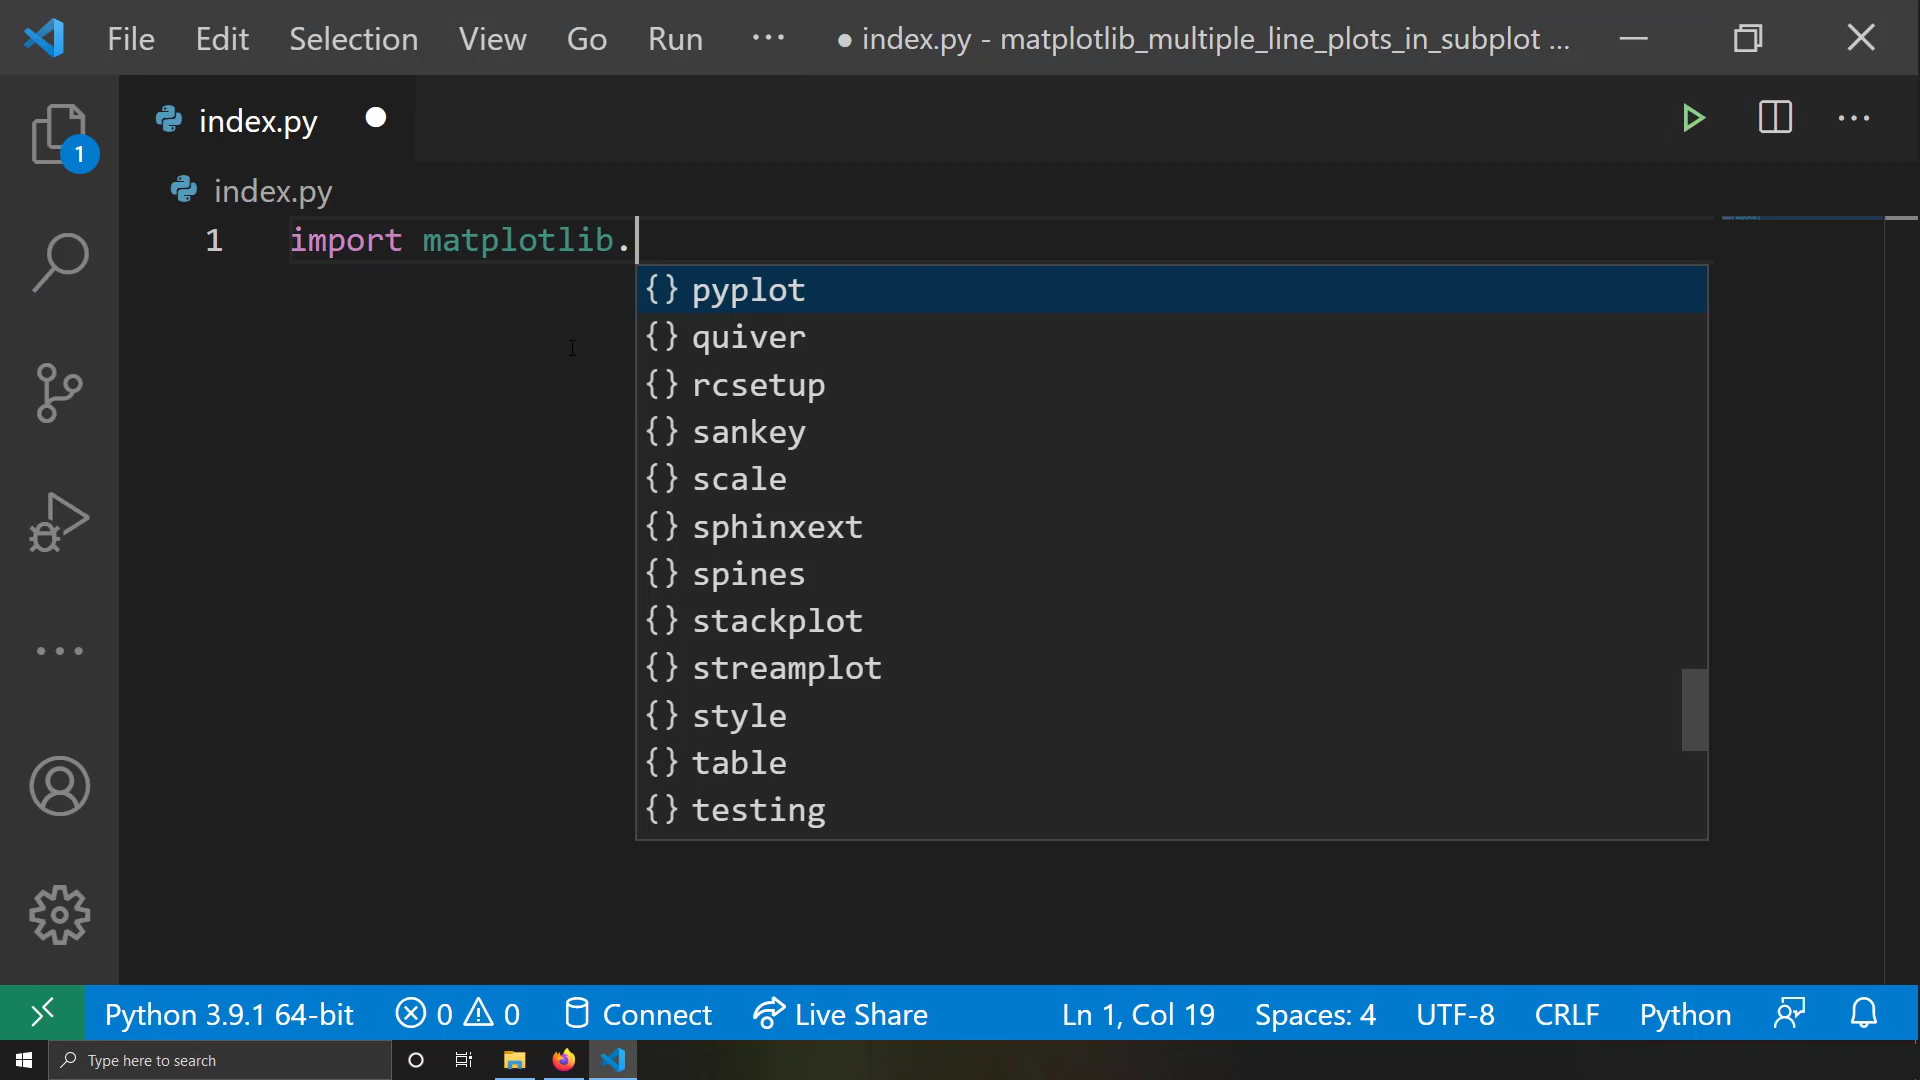 File Edit Selection View Go Run ··· ● index.py - matplotlib_multiple_line_plots_in_subplot ...
index.py ●
1
index.py
1 import matplotlib.
{} pyplot
{} quiver
{} rcsetup
{} sankey
{} scale
{} sphinxext
{} spines
{} stackplot
{} streamplot
{} style
{} table
{} testing
Python 3.9.1 64-bit 0 0 Connect Live Share Ln 1, Col 19 Spaces: 4 UTF-8 CRLF Python
Type here to search